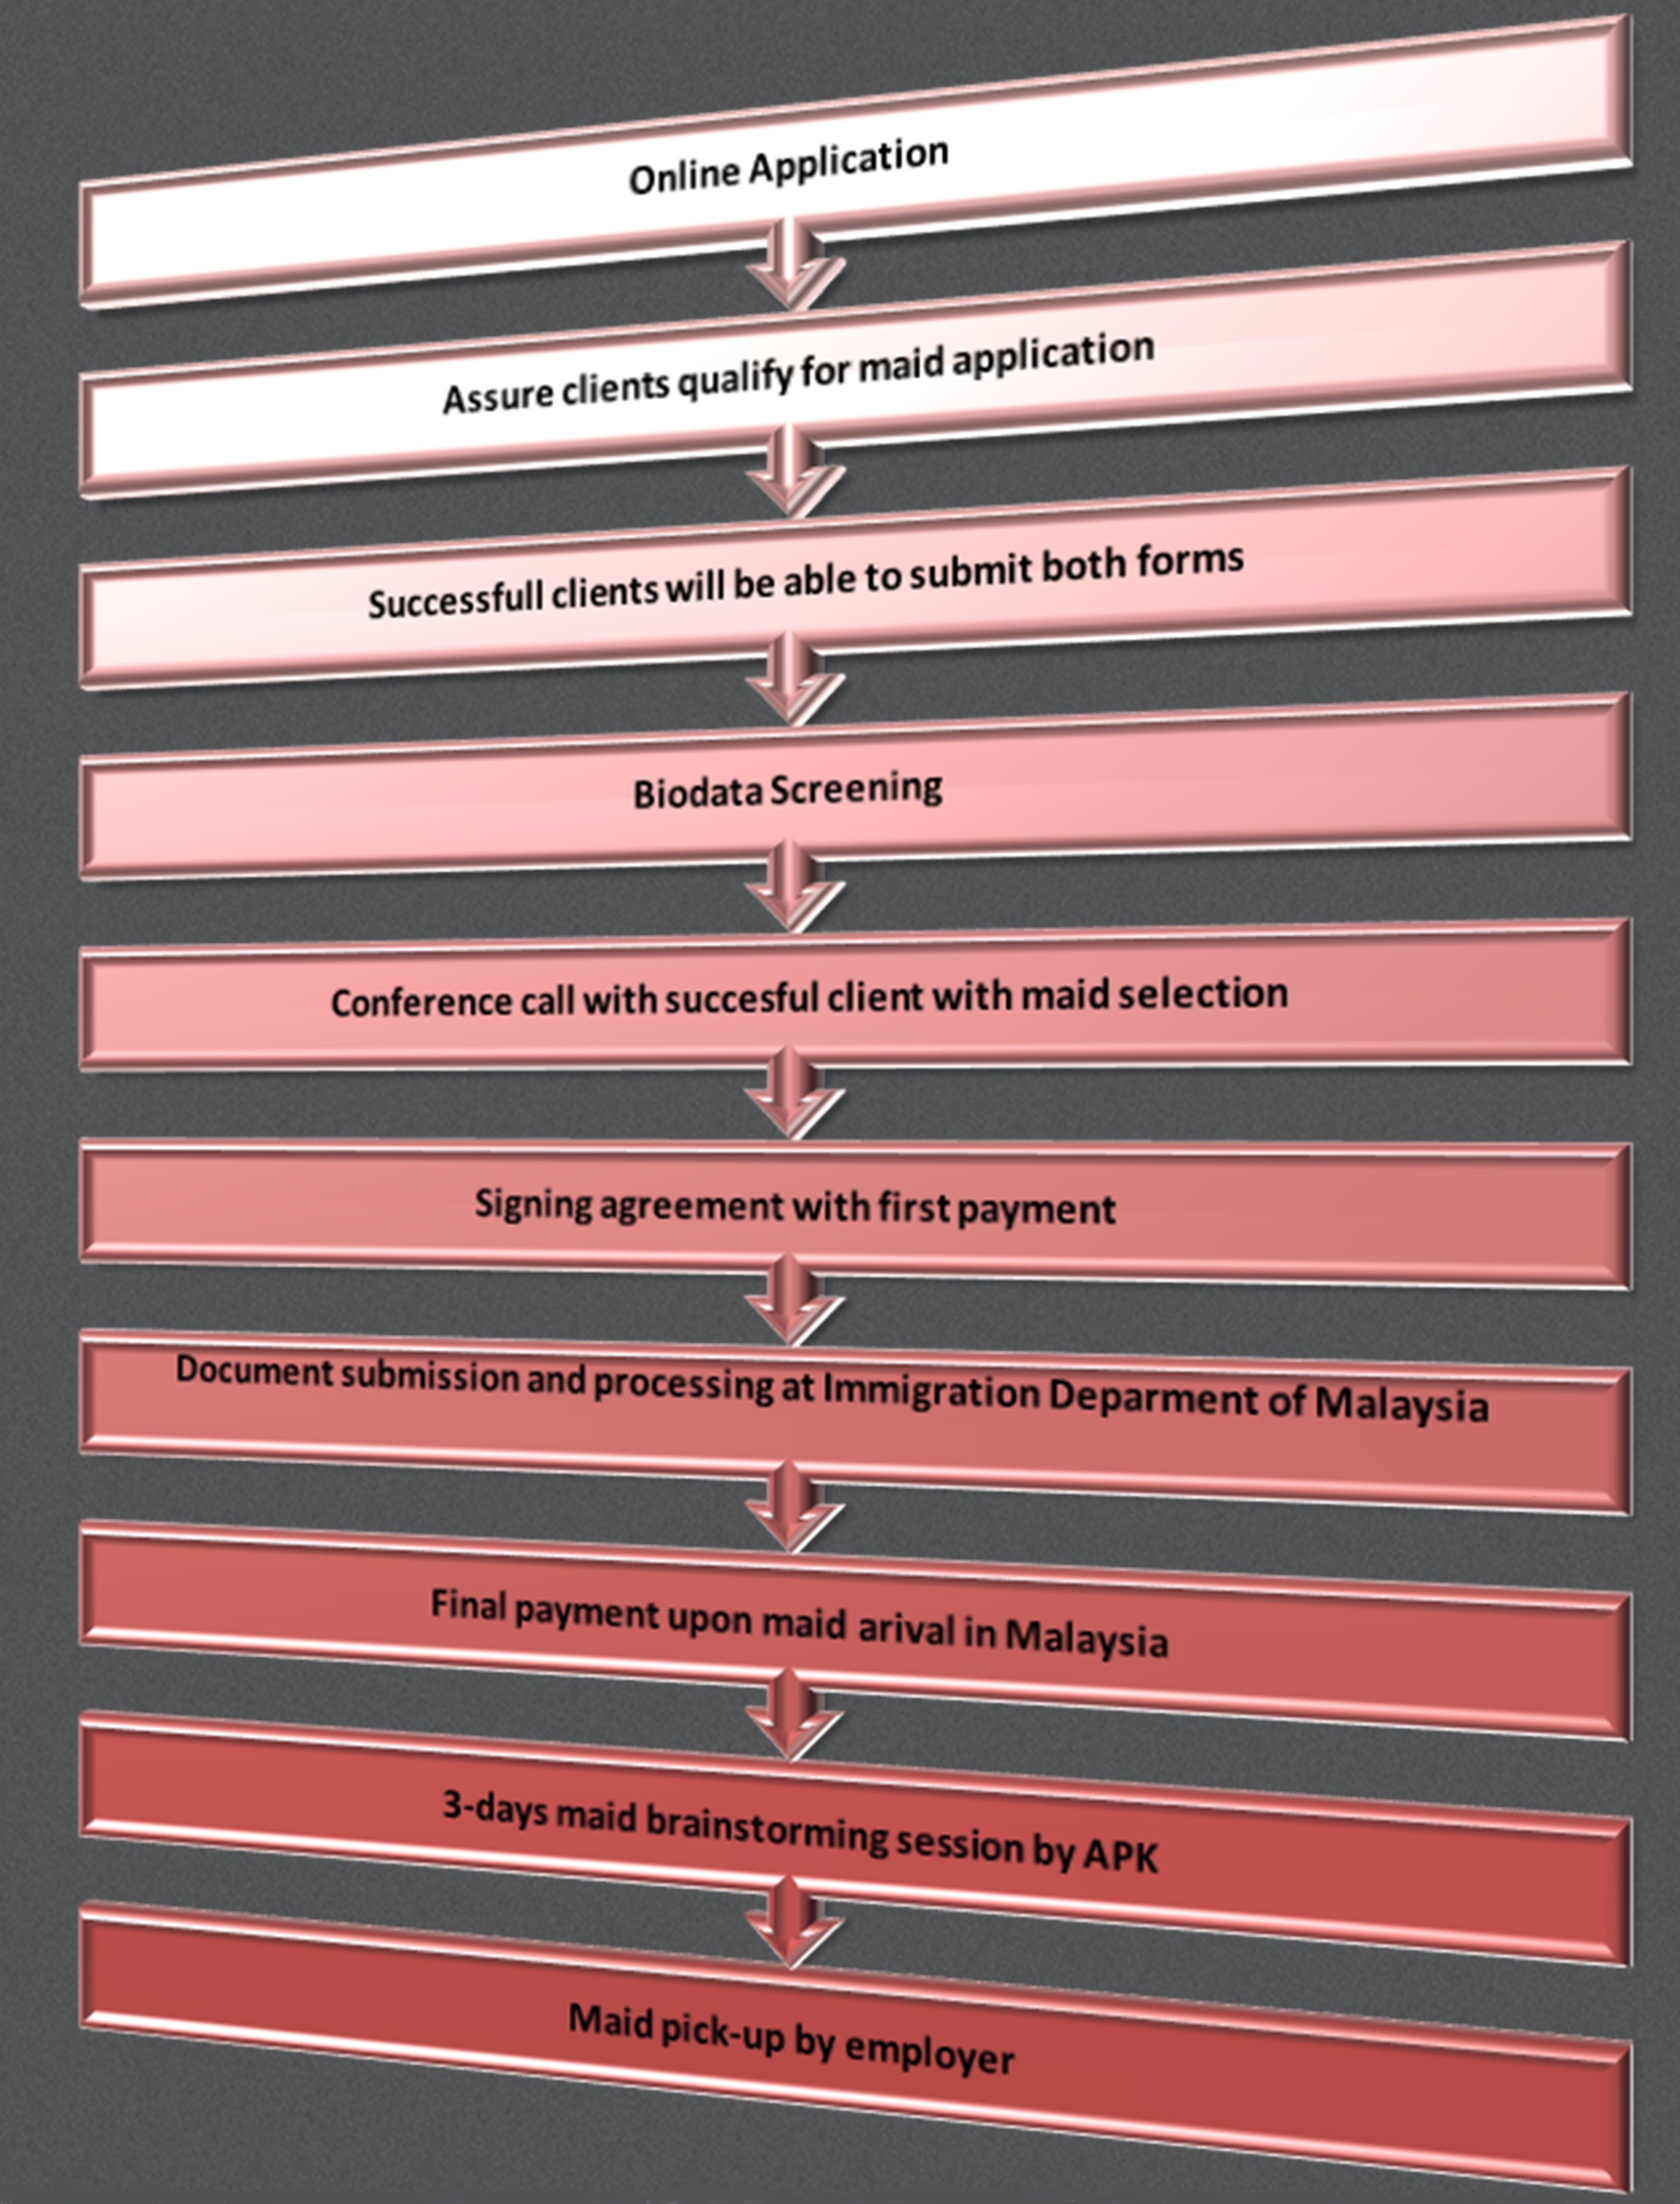 Online Application
Assure clients qualify for maid application
Successfull clients will be able to submit both forms
Biodata Screening
Conference call with succesful client with maid selection
Signing agreement with first payment
Document submission and processing at Immigration Deparment of Malaysia
Final payment upon maid arival in Malaysia
3-days maid brainstorming session by APK
Maid pick-up by employer